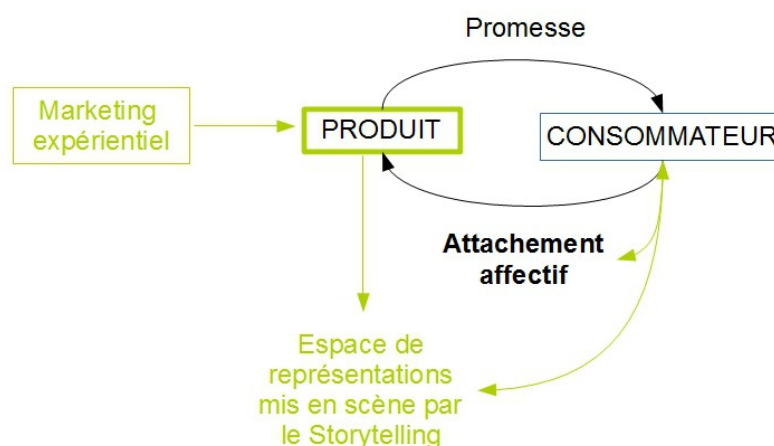 Promesse
Marketing
expérientiel
PRODUIT
CONSOMMATEUR
Attachement
affectif
Espace de
représentations
mis en scène par
le Storytelling